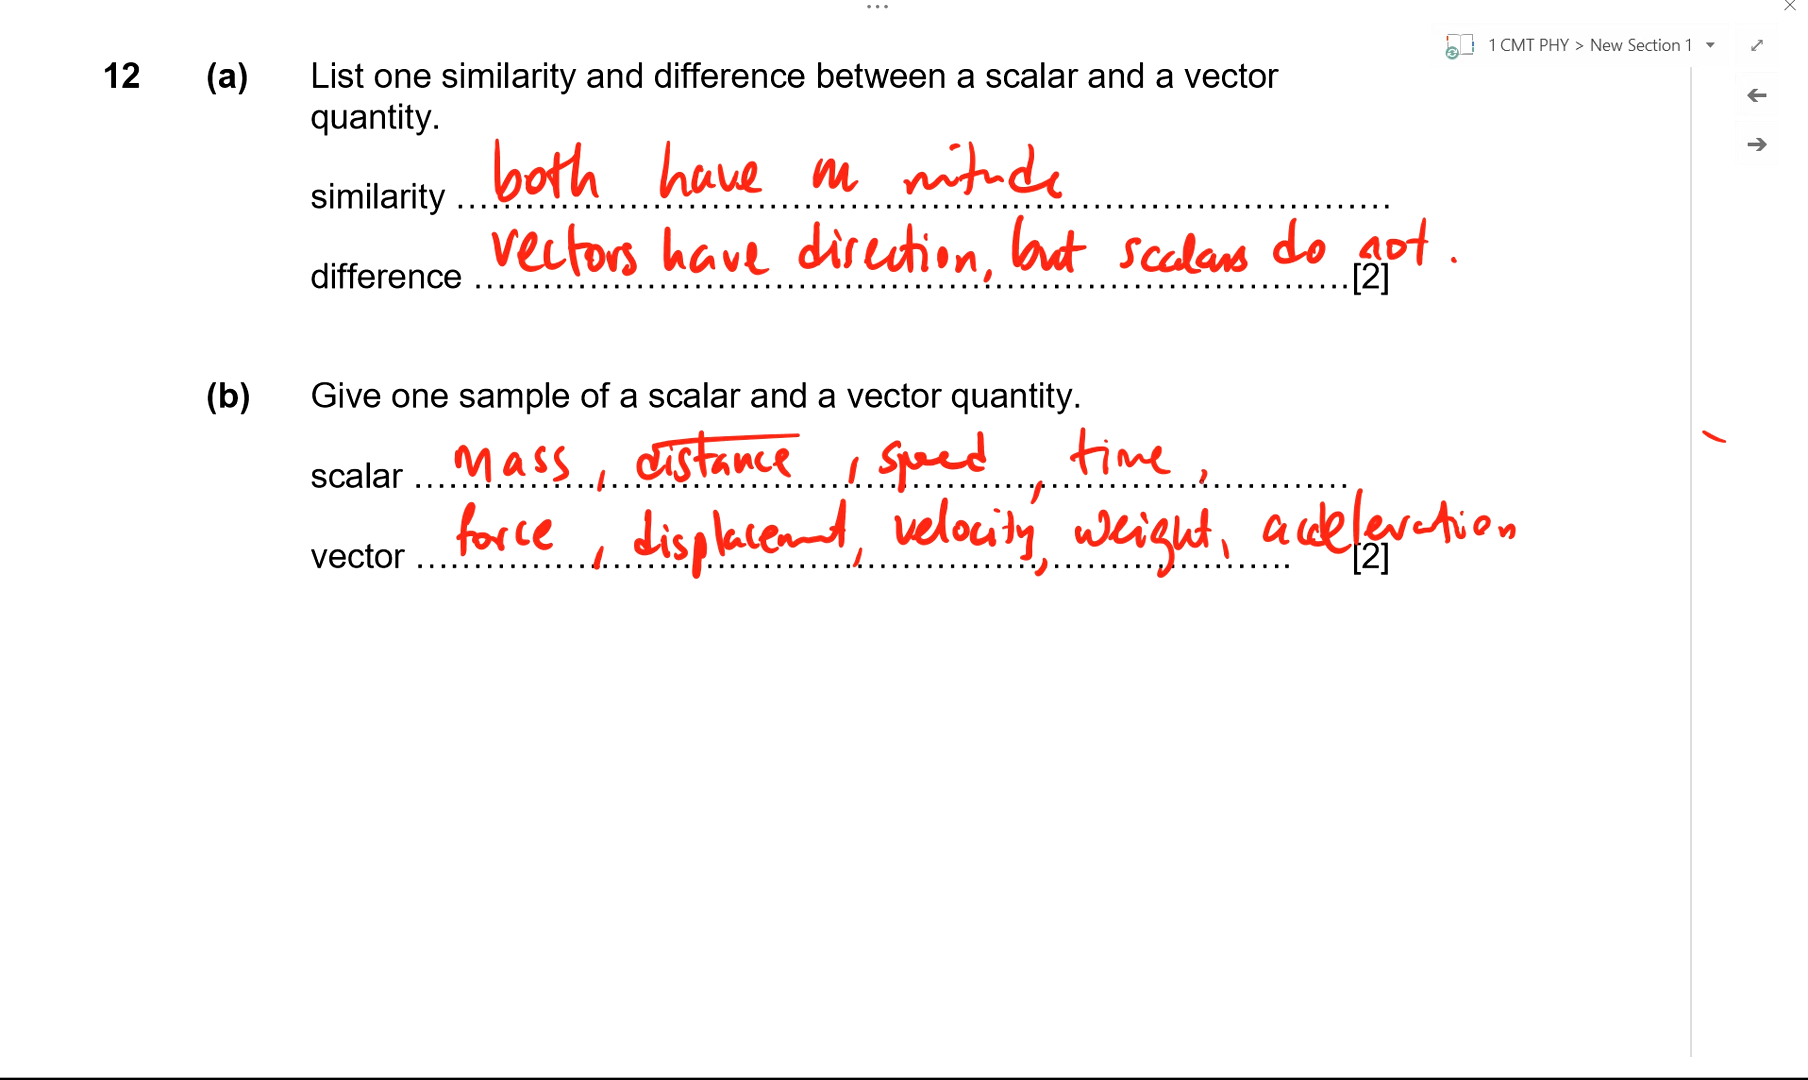 1 CMT PHY > New Section 1
12 (a) List one similarity and difference between a scalar and a vector
quantity.
similarity both have m nitude
difference vectors have direction, but scalars do not. [2]
(b) Give one sample of a scalar and a vector quantity.
scalar mass, distance, speed, time,
vector force, displacement, velocity, weight, acceleration [2]